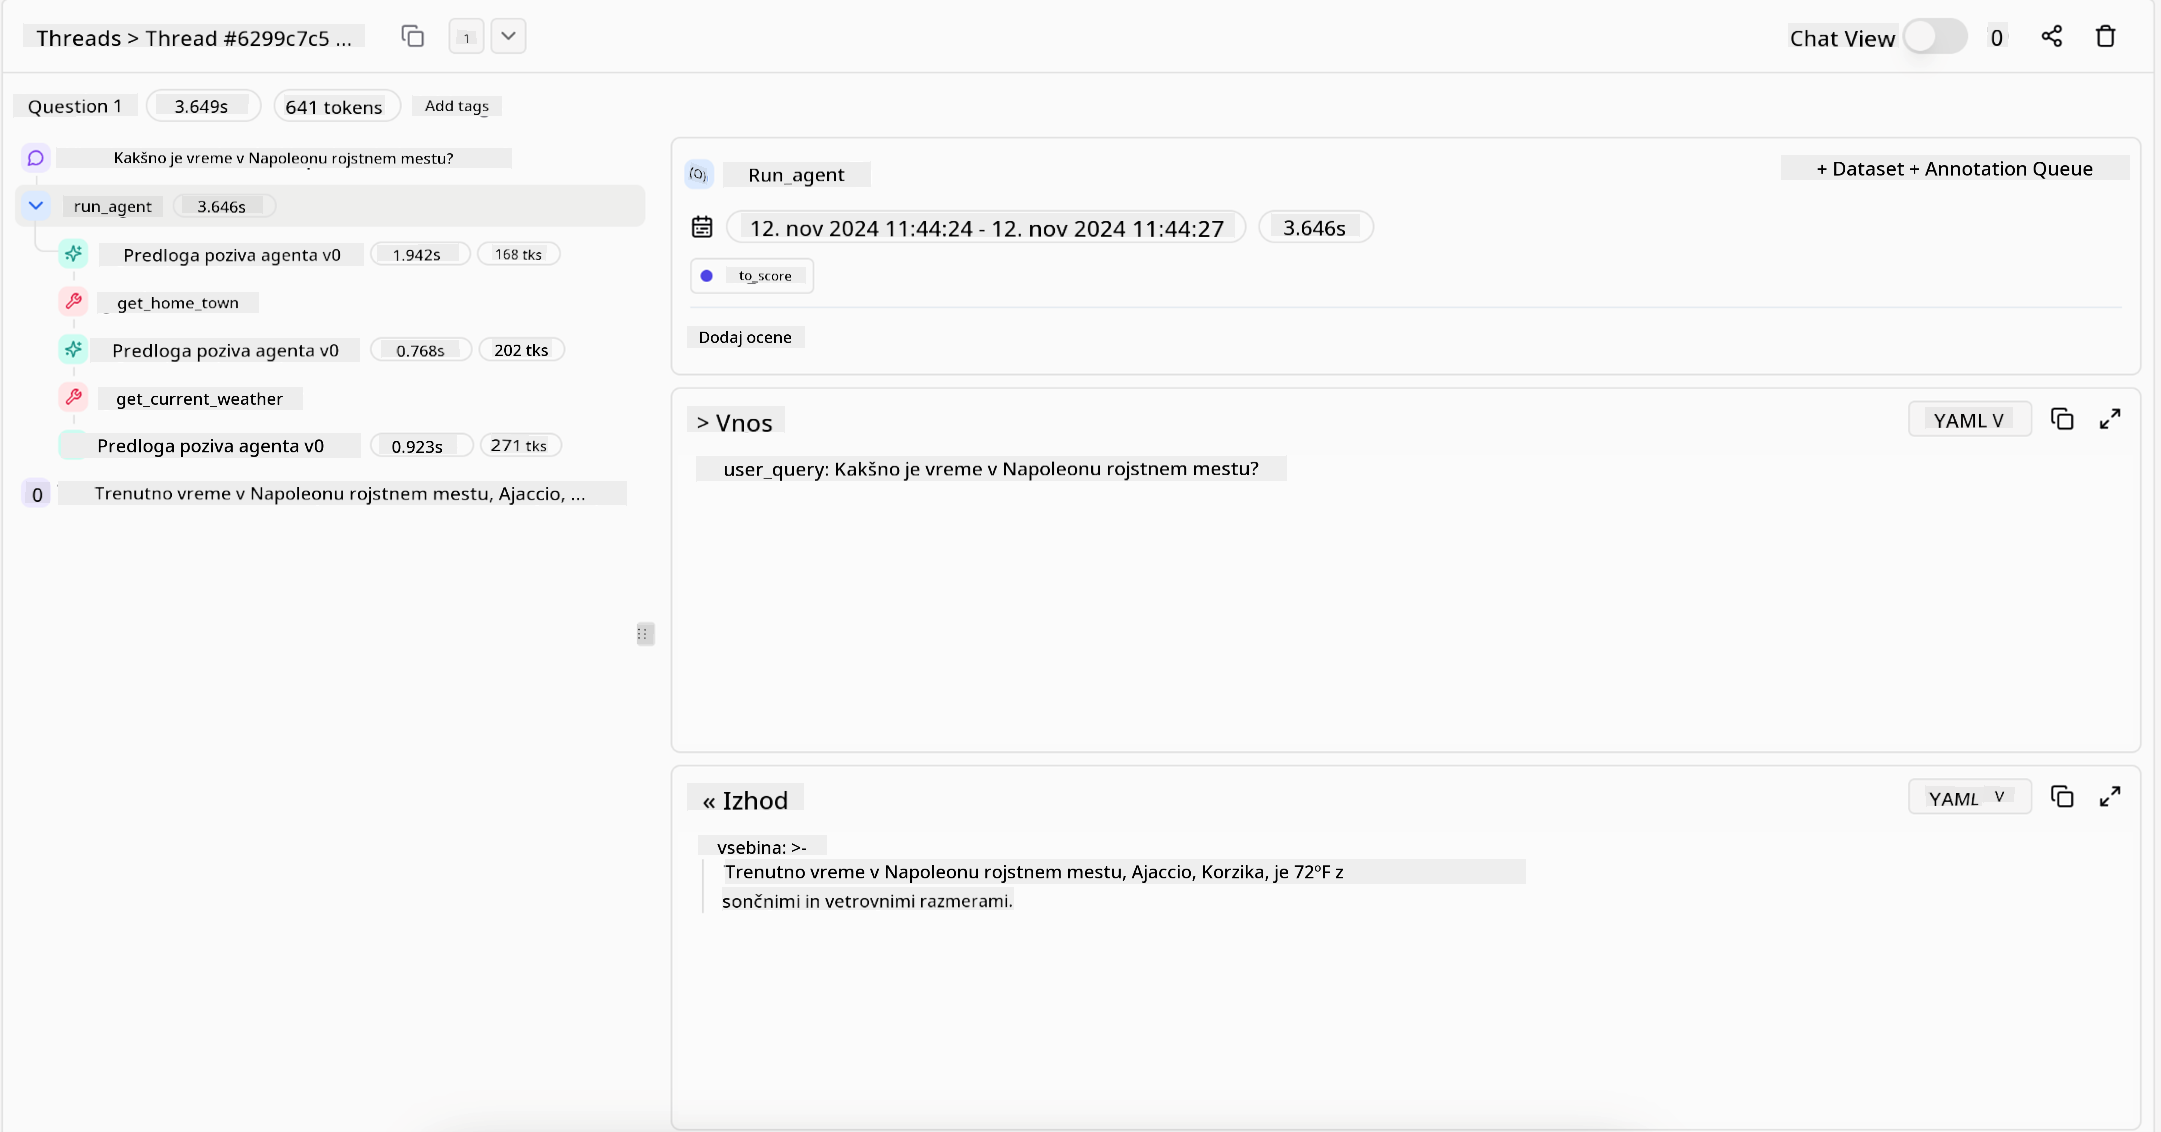 Threads > Thread #6299c7c5 ...
1
Chat View
0
Question 1 3.649s 641 tokens Add tags
Kakšno je vreme v Napoleonu rojstnem mestu?
run_agent 3.646s
Predloga poziva agenta v0 1.942s 168 tks
get_home_town
Predloga poziva agenta v0 0.768s 202 tks
get_current_weather
Predloga poziva agenta v0 0.923s 271 tks
0 Trenutno vreme v Napoleonu rojstnem mestu, Ajaccio, ...
Run_agent
+ Dataset + Annotation Queue
12. nov 2024 11:44:24 - 12. nov 2024 11:44:27 3.646s
to_score
Dodaj ocene
> Vnos
YAML V
user_query: Kakšno je vreme v Napoleonu rojstnem mestu?
« Izhod
YAML V
vsebina: >-
Trenutno vreme v Napoleonu rojstnem mestu, Ajaccio, Korzika, je 72ºF z
sončnimi in vetrovnimi razmerami.